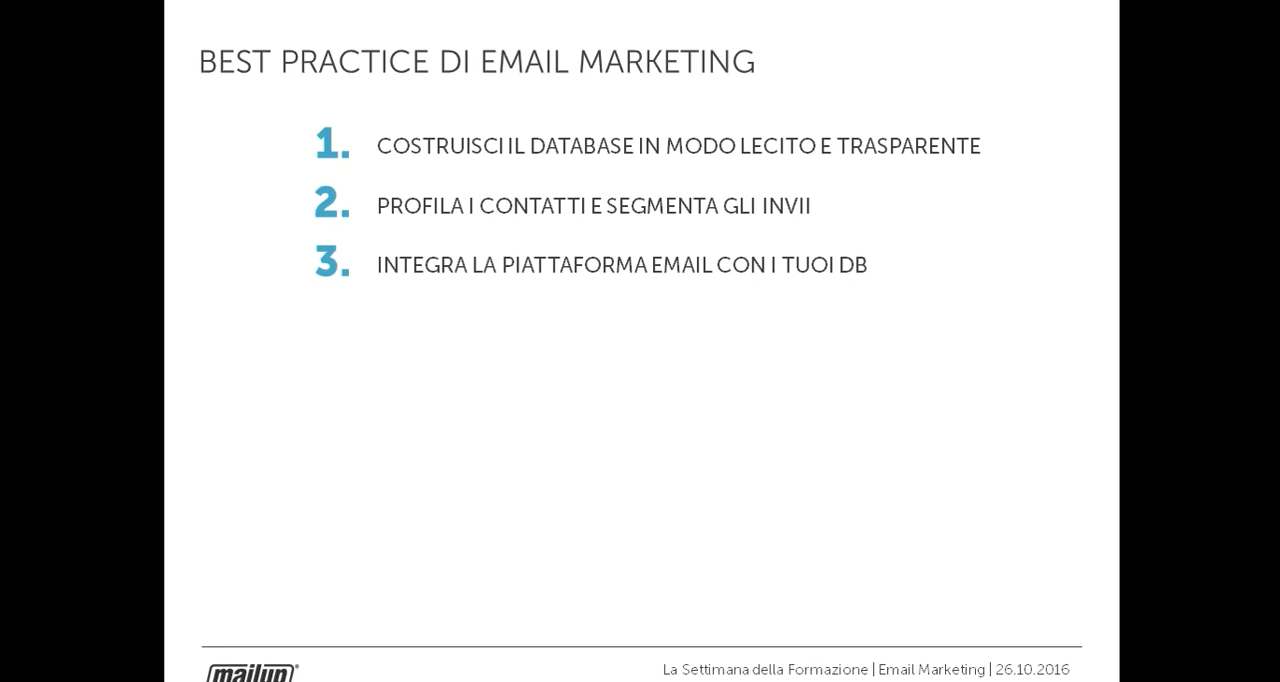 BEST PRACTICE DI EMAIL MARKETING
1. COSTRUISCI IL DATABASE IN MODO LECITO E TRASPARENTE
2. PROFILA I CONTATTI E SEGMENTA GLI INVII
3. INTEGRA LA PIATTAFORMA EMAIL CON I TUOI DB
mailup®
La Settimana della Formazione | Email Marketing | 26.10.2016